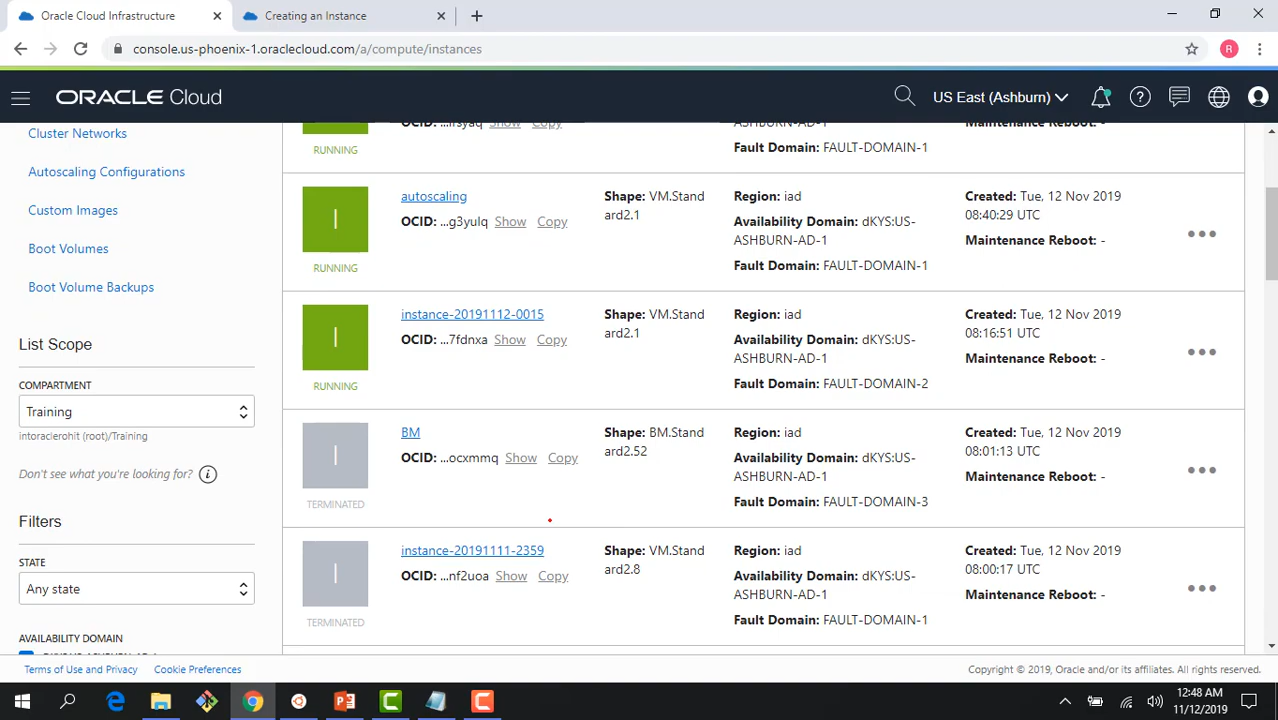 Oracle Cloud Infrastructure
Creating an Instance
console.us-phoenix-1.oraclecloud.com/a/compute/instances
R
ORACLE Cloud
US East (Ashburn)
Cluster Networks
Autoscaling Configurations
Custom Images
Boot Volumes
Boot Volume Backups
List Scope
COMPARTMENT
Training
intoracierohit (root)/Training
Don't see what you're looking for?
Filters
STATE
Any state
AVAILABILITY DOMAIN
Show Copy
ASHBURN-AD-1
RUNNING
Fault Domain: FAULT-DOMAIN-1
Maintenance Reboot: -
I
RUNNING
autoscaling
OCID: ...g3yulq Show Copy
Shape: VM.Stand
ard2.1
Region: iad
Availability Domain: dKYS:US-
ASHBURN-AD-1
Fault Domain: FAULT-DOMAIN-1
Created: Tue, 12 Nov 2019
08:40:29 UTC
Maintenance Reboot: -
I
RUNNING
instance-20191112-0015
OCID: ...7fdnxa Show Copy
Shape: VM.Stand
ard2.1
Region: iad
Availability Domain: dKYS:US-
ASHBURN-AD-1
Fault Domain: FAULT-DOMAIN-2
Created: Tue, 12 Nov 2019
08:16:51 UTC
Maintenance Reboot: -
I
TERMINATED
BM
OCID: ...ocxmmq Show Copy
Shape: BM.Stand
ard2.52
Region: iad
Availability Domain: dKYS:US-
ASHBURN-AD-1
Fault Domain: FAULT-DOMAIN-3
Created: Tue, 12 Nov 2019
08:01:13 UTC
Maintenance Reboot: -
I
TERMINATED
instance-20191111-2359
OCID: ...nf2uoa Show Copy
Shape: VM.Stand
ard2.8
Region: iad
Availability Domain: dKYS:US-
ASHBURN-AD-1
Fault Domain: FAULT-DOMAIN-1
Created: Tue, 12 Nov 2019
08:00:17 UTC
Maintenance Reboot: -
Terms of Use and Privacy Cookie Preferences
Copyright © 2019, Oracle and/or its affiliates. All rights reserved.
12:48 AM
11/12/2019